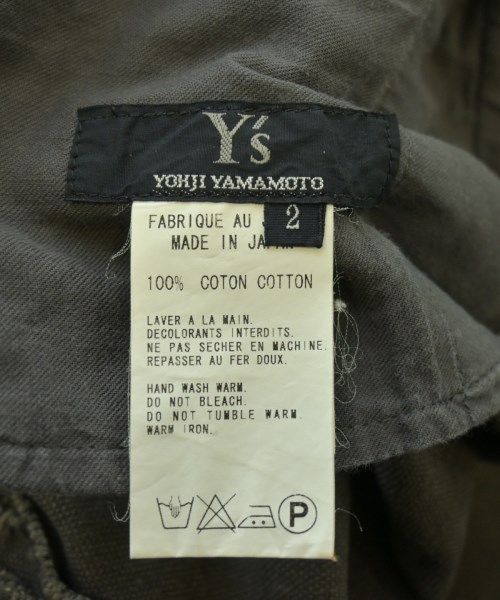 Y's
YOHJI YAMAMOTO
2
FABRIQUE AU
MADE IN JAPAN
100% COTON COTTON
LAVER A LA MAIN.
DECOLORANTS INTERDITS.
NE PAS SECHER EN MACHINE.
REPASSER AU FER DOUX.
HAND WASH WARM.
DO NOT BLEACH.
DO NOT TUMBLE WARM.
WARM IRON.
P